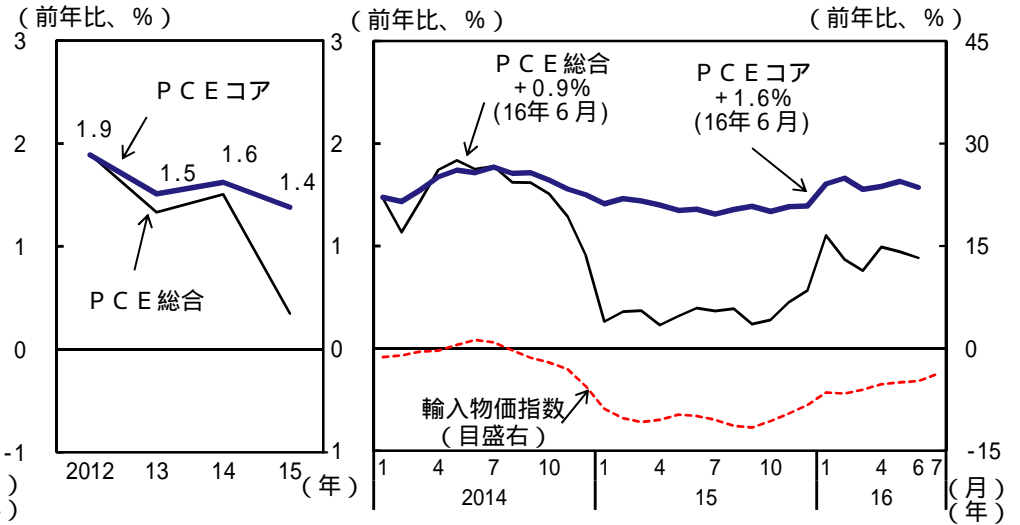 （前年比、％）
（前年比、％）
（前年比、％）
3
2
1
0
-1
ＰＣＥコア
1.9
1.5
1.6
1.4
ＰＣＥ総合
2012
13
14
15
（年）
3
2
1
0
1
ＰＣＥ総合
+0.9%
(16年６月)
ＰＣＥコア
+1.6%
(16年６月)
輸入物価指数
（目盛右）
45
30
15
0
-15
1
4
7
10
1
4
7
10
1
4
6
7
（月）
2014
15
16
（年）
）